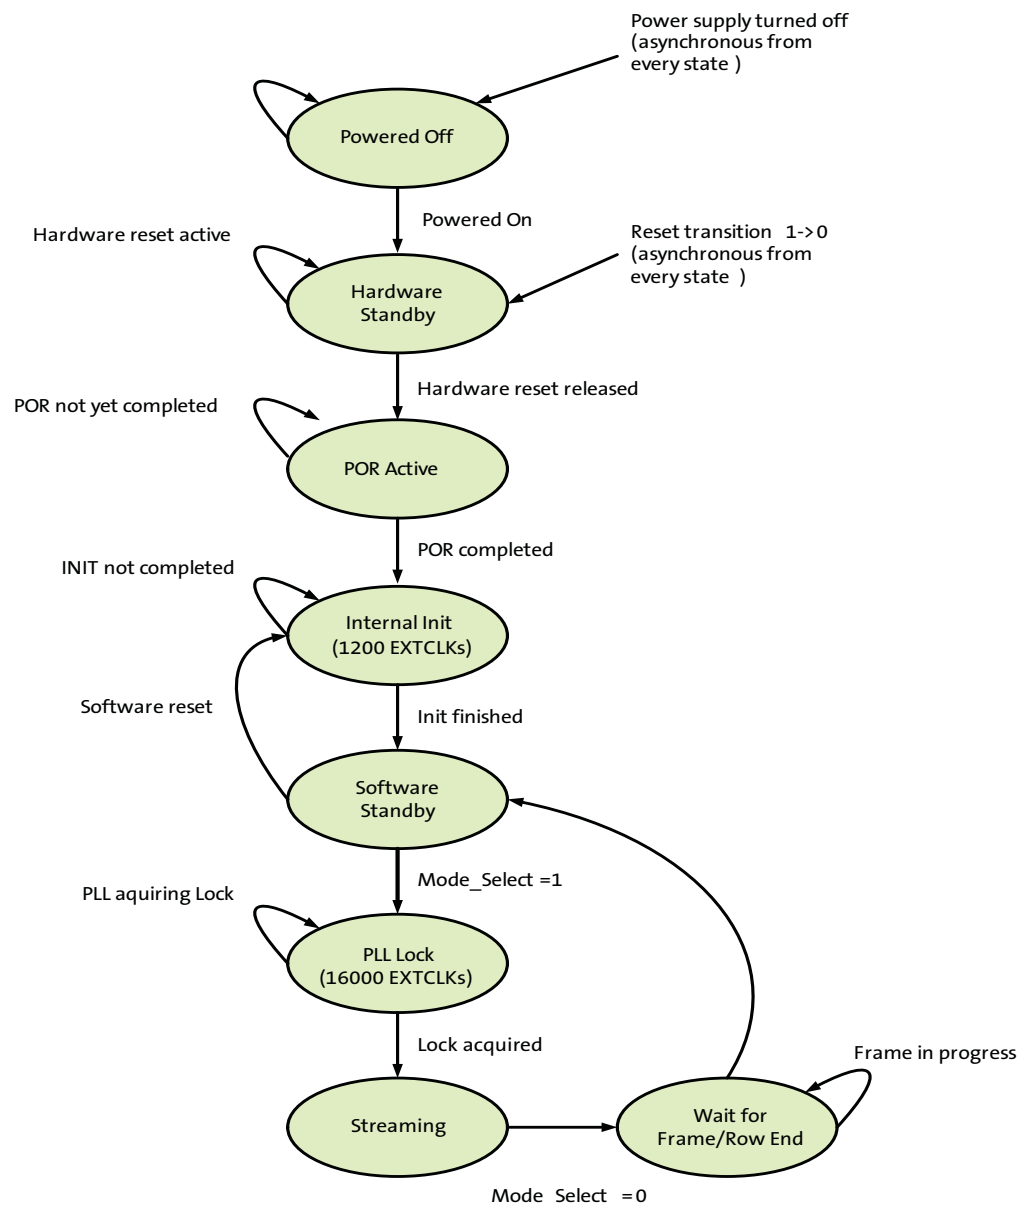 Power supply turned off
(asynchronous from
every state )
Powered Off
Powered On
Hardware reset active
Reset transition 1->0
(asynchronous from
every state )
Hardware
Standby
Hardware reset released
POR not yet completed
POR Active
POR completed
INIT not completed
Internal Init
(1200 EXTCLKs)
Software reset
Init finished
Software
Standby
Mode_Select =1
PLL aquiring Lock
PLL Lock
(16000 EXTCLKs)
Lock acquired
Frame in progress
Streaming
Wait for
Frame/Row End
Mode Select =0